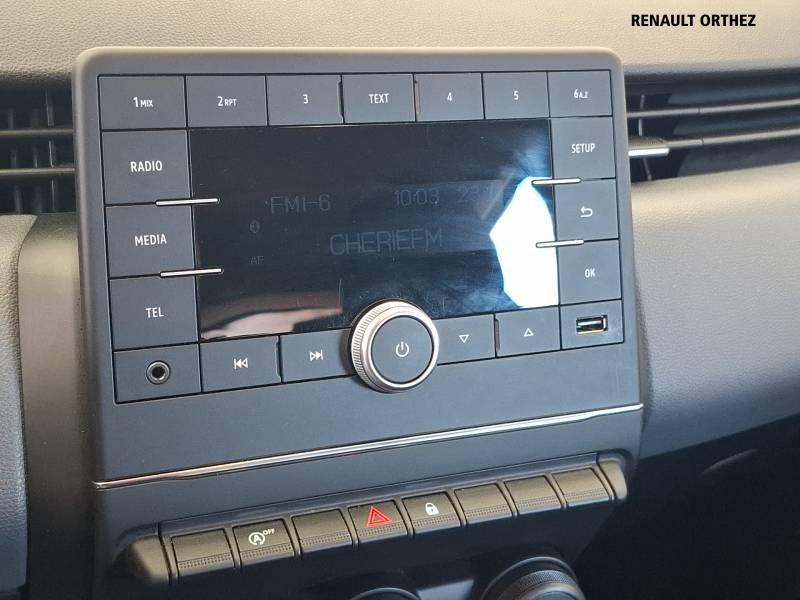 RENAULT ORTHEZ
1 MIX 2 RPT 3 TEXT 4 5 6 A.Z
RADIO
SETUP
FM1-6 10:03
MEDIA
CHERIEFM
AF
OK
TEL
A OFF